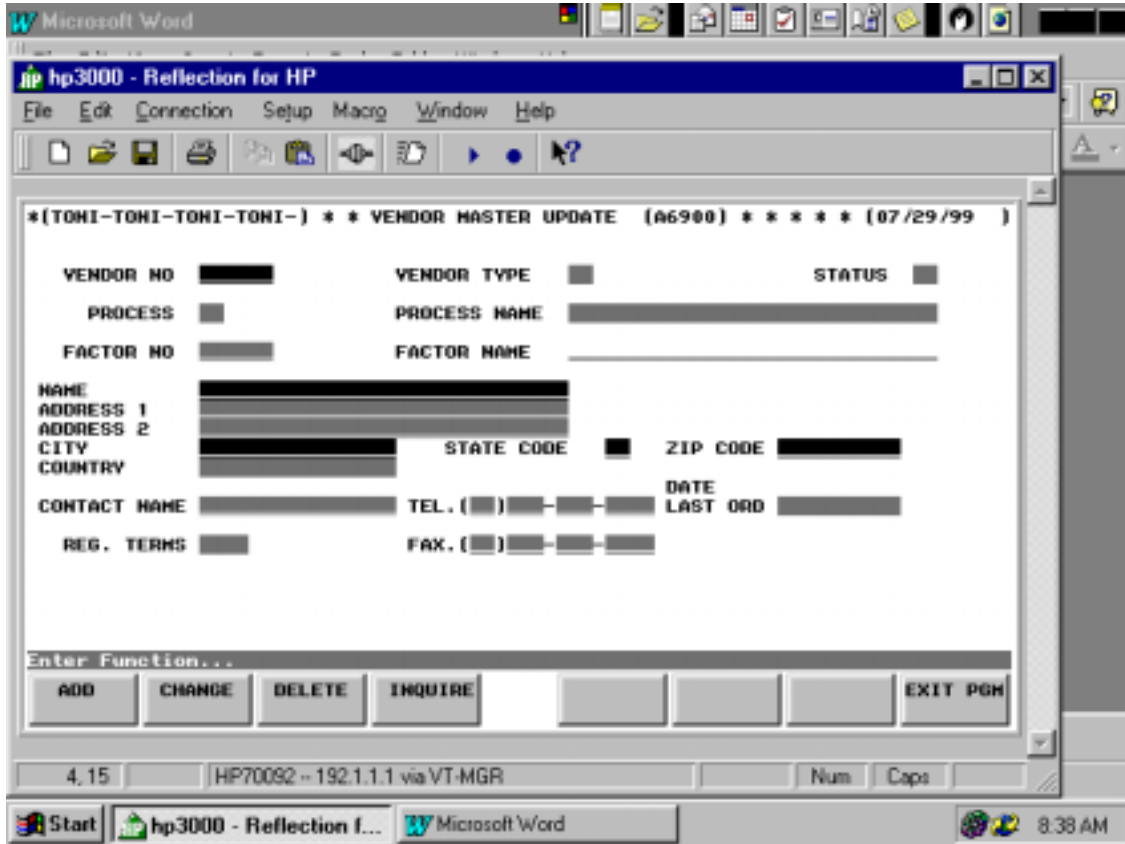 Microsoft Word
hp3000 - Reflection for HP
File Edit Connection Setup Macro Window Help
*(TONI-TONI-TONI-TONI-) * * VENDOR MASTER UPDATE (A6900) * * * * * (07/29/99 )
VENDOR NO VENDOR TYPE STATUS
PROCESS PROCESS NAME
FACTOR NO FACTOR NAME
NAME
ADDRESS 1
ADDRESS 2
CITY STATE CODE ZIP CODE
COUNTRY
DATE
CONTACT NAME TEL.( ) - - LAST ORD
REG. TERMS FAX.( ) - -
Enter Function...
ADD CHANGE DELETE INQUIRE EXIT PGM
4, 15 HP70092 -- 192.1.1.1 via VT-MGR Num Caps
Start hp3000 - Reflection f... Microsoft Word 8:38 AM